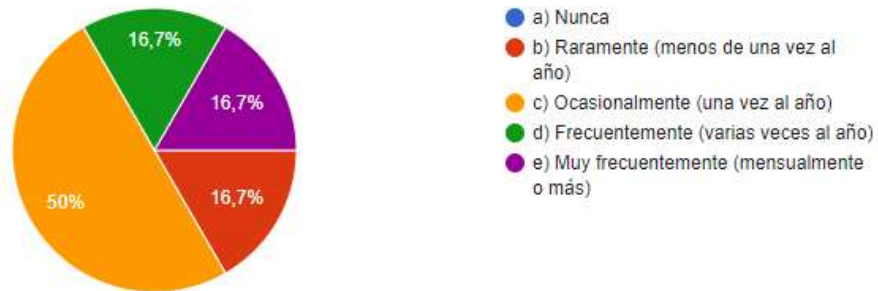 16,7%
16,7%
16,7%
50%
a) Nunca
b) Raramente (menos de una vez al
año)
c) Ocasionalmente (una vez al año)
d) Frecuentemente (varias veces al año)
e) Muy frecuentemente (mensualmente
o más)